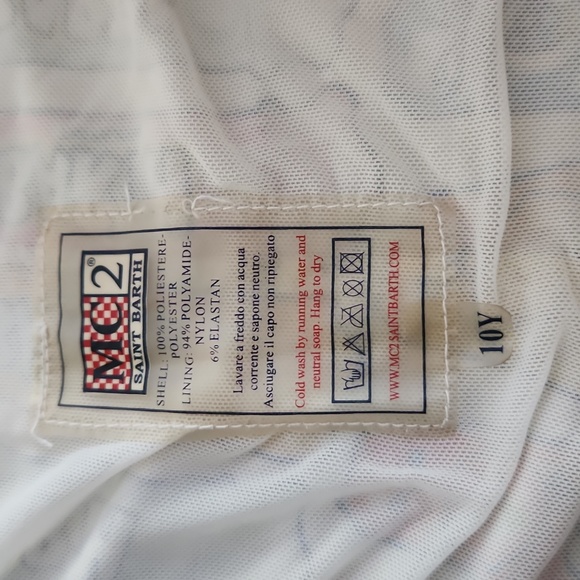 MC2®
SAINT BARTH
SHELL: 100% POLIESTERE-
POLYESTER
LINING: 94% POLYAMIDE-
NYLON
6% ELASTAN
Lavare a freddo con acqua
corrente e sapone neutro.
Asciugare il capo non ripiegato
Cold wash by running water and
neutral soap. Hang to dry
WWW.MC2SAINTBARTH.COM
10Y